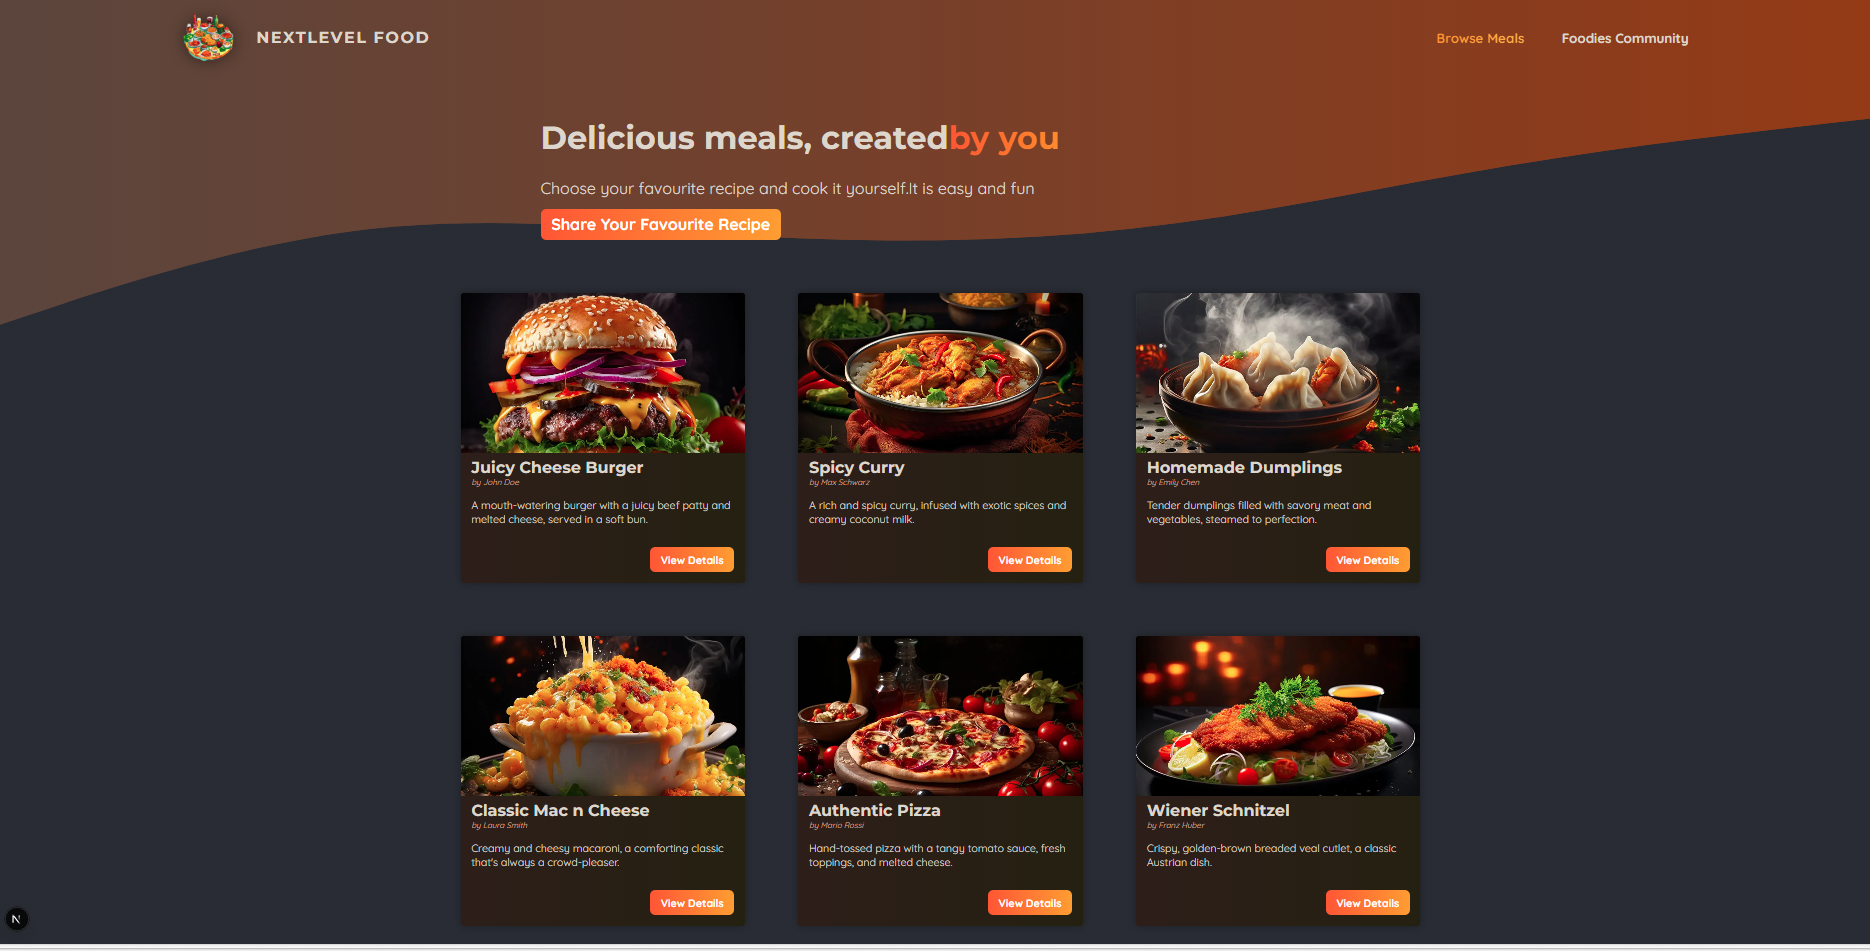 NEXTLEVEL FOOD
Browse Meals
Foodies Community
Delicious meals, createdby you
Choose your favourite recipe and cook it yourself.It is easy and fun
Share Your Favourite Recipe
Juicy Cheese Burger
by John Doe
A mouth-watering burger with a juicy beef patty and
melted cheese, served in a soft bun.
View Details
Spicy Curry
by Max Schwarz
A rich and spicy curry, infused with exotic spices and
creamy coconut milk.
View Details
Homemade Dumplings
by Emily Chen
Tender dumplings filled with savory meat and
vegetables, steamed to perfection.
View Details
Classic Mac n Cheese
by Laura Smith
Creamy and cheesy macaroni, a comforting classic
that's always a crowd-pleaser.
View Details
Authentic Pizza
by Mario Rossi
Hand-tossed pizza with a tangy tomato sauce, fresh
toppings, and melted cheese.
View Details
Wiener Schnitzel
by Franz Huber
Crispy, golden-brown breaded veal cutlet, a classic
Austrian dish.
View Details
N